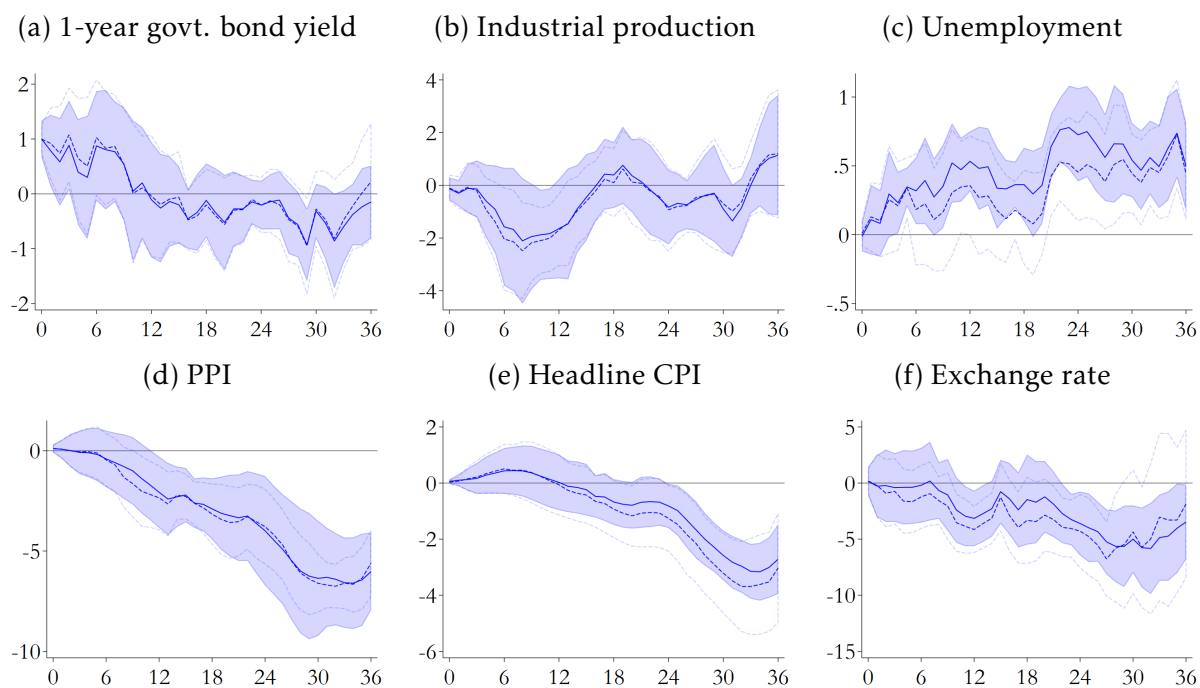 (a) 1-year govt. bond yield
(b) Industrial production
(c) Unemployment
2
1
0
-1
-2
0 6 12 18 24 30 36
4
2
0
-2
-4
0 6 12 18 24 30 36
1
.5
0
-.5
0 6 12 18 24 30 36
(d) PPI
(e) Headline CPI
(f) Exchange rate
0
-5
-10
0 6 12 18 24 30 36
2
0
-2
-4
-6
0 6 12 18 24 30 36
5
0
-5
-10
-15
0 6 12 18 24 30 36